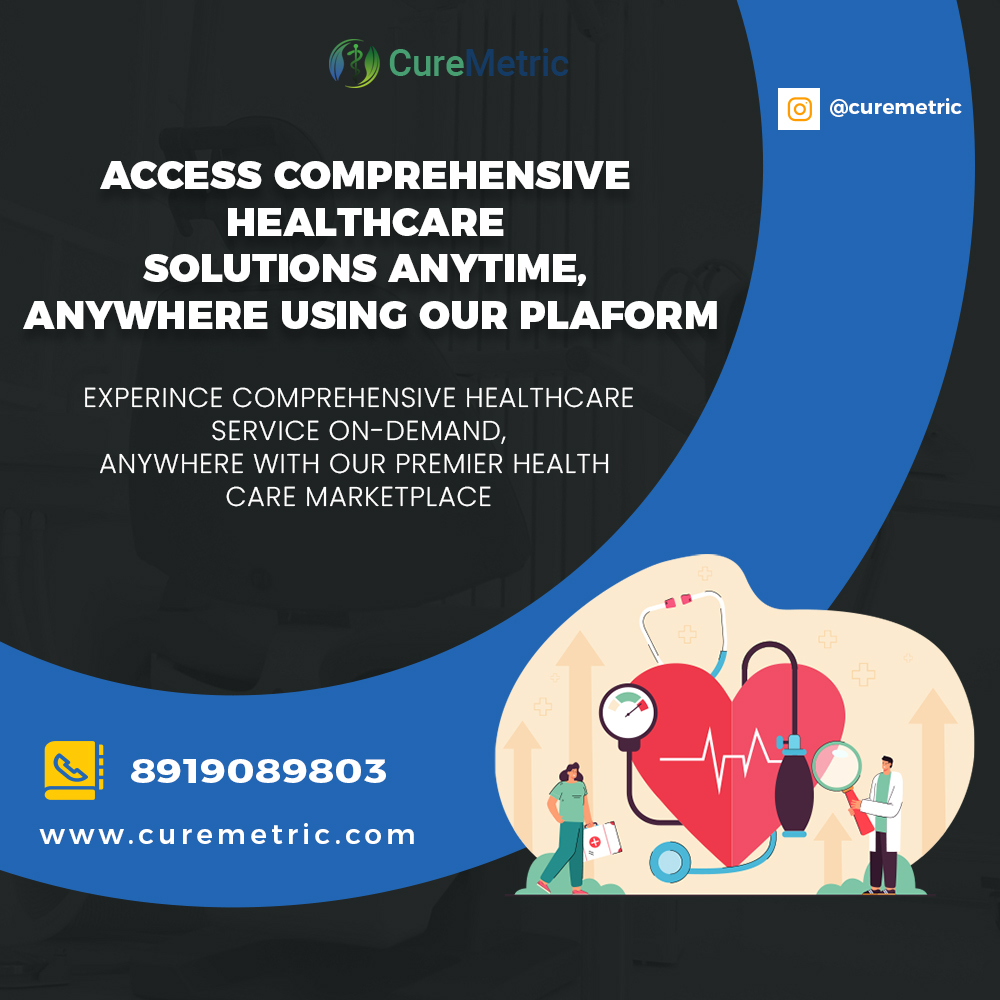 CureMetric
@curemetric
ACCESS COMPREHENSIVE
HEALTHCARE
SOLUTIONS ANYTIME,
ANYWHERE USING OUR PLAFORM
EXPERINCE COMPREHENSIVE HEALTHCARE
SERVICE ON-DEMAND,
ANYWHERE WITH OUR PREMIER HEALTH
CARE MARKETPLACE
8919089803
www.curemetric.com